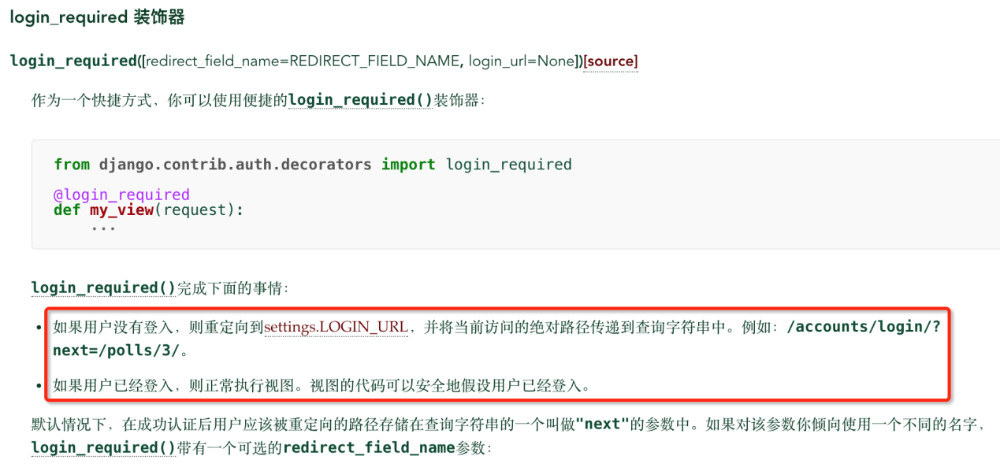 login_required 装饰器
login_required([redirect_field_name=REDIRECT_FIELD_NAME, login_url=None])[source]
作为一个快捷方式，你可以使用便捷的login_required()装饰器：
from django.contrib.auth.decorators import login_required
@login_required
def my_view(request):
...
login_required()完成下面的事情：
• 如果用户没有登入，则重定向到settings.LOGIN_URL，并将当前访问的绝对路径传递到查询字符串中。例如：/accounts/login/?
next=/polls/3/。
• 如果用户已经登入，则正常执行视图。视图的代码可以安全地假设用户已经登入。
默认情况下，在成功认证后用户应该被重定向的路径存储在查询字符串的一个叫做"next"的参数中。如果对该参数你倾向使用一个不同的名字，
login_required()带有一个可选的redirect_field_name参数：